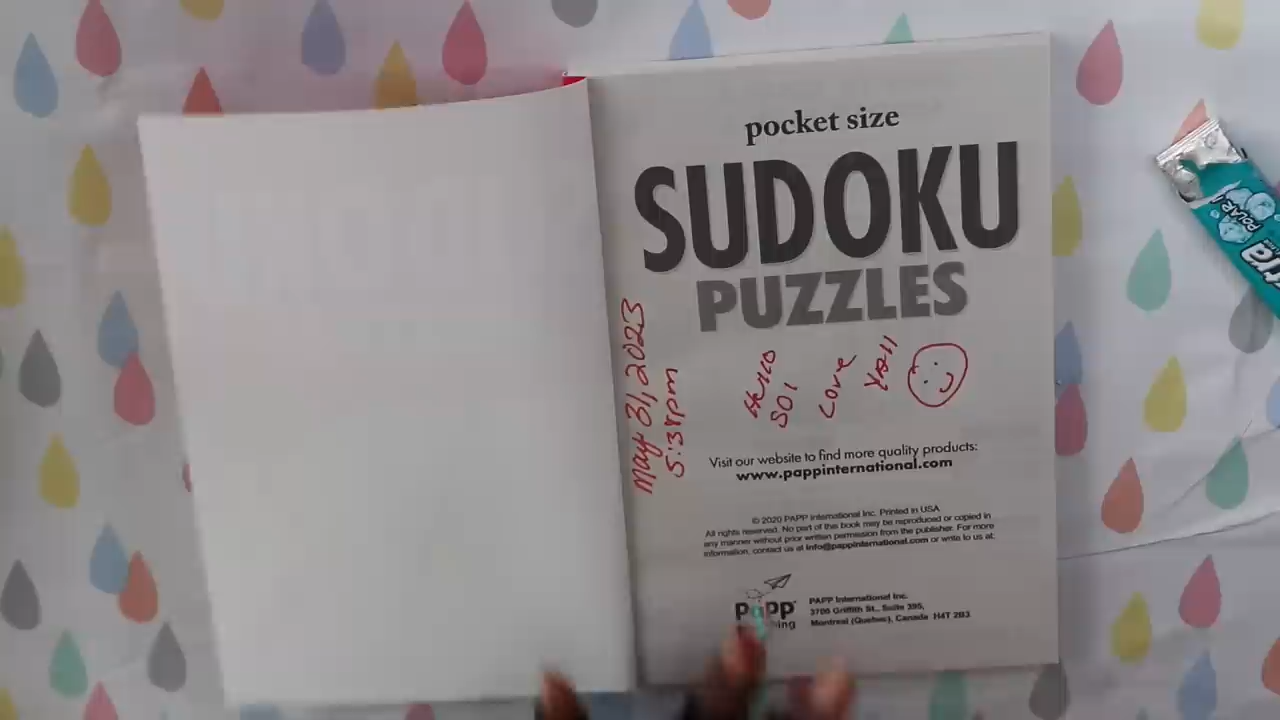 pocket size
SUDOKU
PUZZLES
May 31, 2023
5:38pm
Hello
SOI
Love
Visit our website to find more quality products:
www.pappinternational.com
© 2020 PAPP International Inc. Printed in USA
All rights reserved. No part of this book may be reproduced or copied in
any manner without prior written permission from the publisher. For more
information, contact us at info@pappinternational.com or write to us at:
papp
PAPP International Inc.
3700 Griffith St., Suite 395,
Montreal (Quebec), Canada H4T 2B3
POLAR